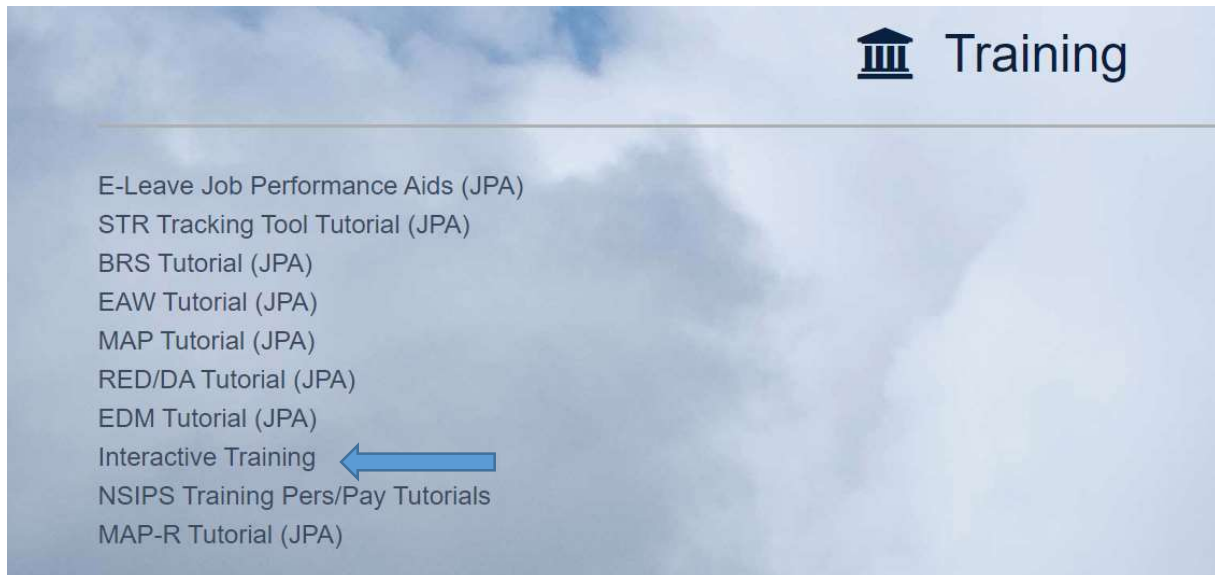 Training
E-Leave Job Performance Aids (JPA)
STR Tracking Tool Tutorial (JPA)
BRS Tutorial (JPA)
EAW Tutorial (JPA)
MAP Tutorial (JPA)
RED/DA Tutorial (JPA)
EDM Tutorial (JPA)
Interactive Training
NSIPS Training Pers/Pay Tutorials
MAP-R Tutorial (JPA)